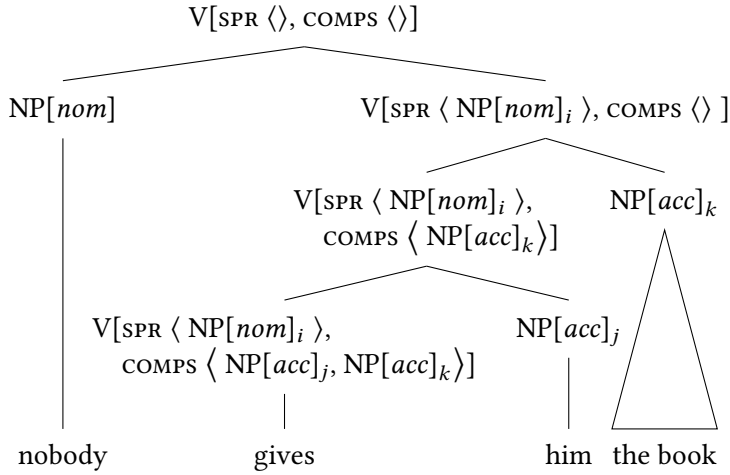 V[SPR ⟨⟩, COMPS ⟨⟩]
NP[nom] V[SPR ⟨ NP[nom]ᵢ ⟩, COMPS ⟨⟩ ]
V[SPR ⟨ NP[nom]ᵢ ⟩, NP[acc]ₖ
COMPS ⟨ NP[acc]ₖ⟩]
V[SPR ⟨ NP[nom]ᵢ ⟩, NP[acc]ⱼ
COMPS ⟨ NP[acc]ⱼ, NP[acc]ₖ⟩]
nobody gives him the book